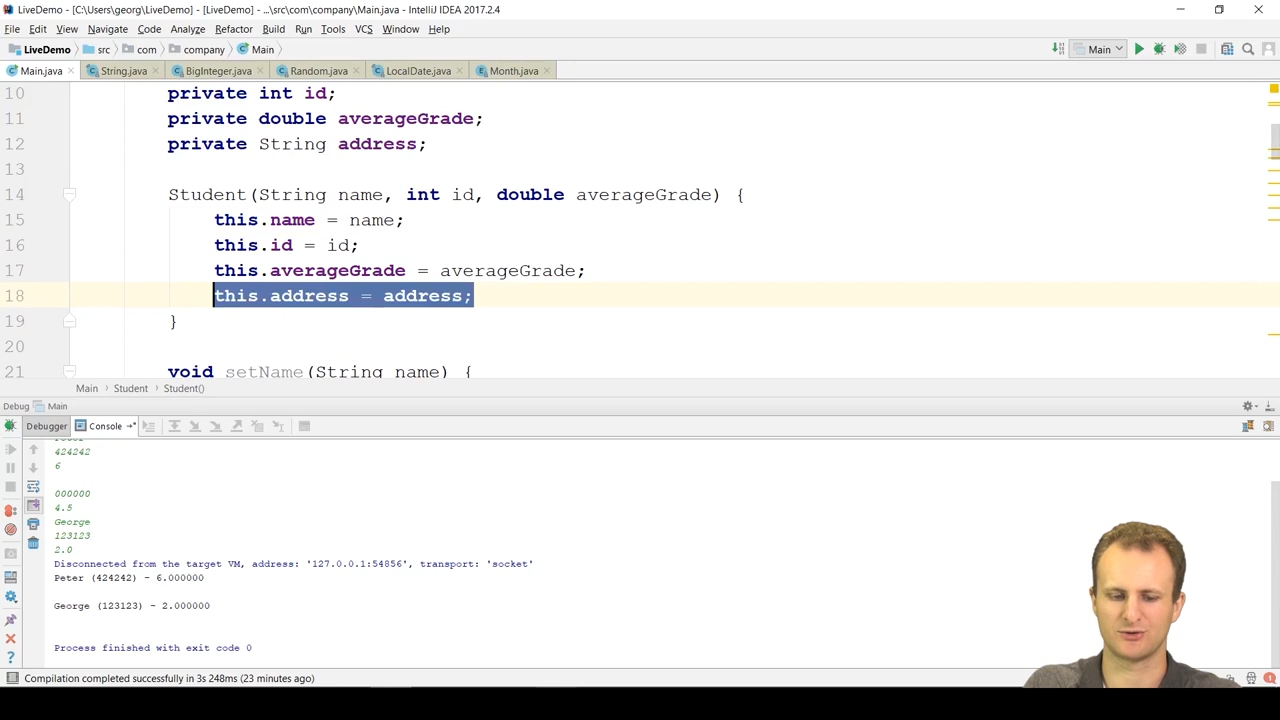 LiveDemo - [C:\Users\georg\LiveDemo] - [LiveDemo] - ...\src\com\company\Main.java - IntelliJ IDEA 2017.2.4
File Edit View Navigate Code Analyze Refactor Build Run Tools VCS Window Help
LiveDemo src com company Main Main
Main.java String.java BigInteger.java Random.java LocalDate.java Month.java
10 private int id;
11 private double averageGrade;
12 private String address;
13
14 Student(String name, int id, double averageGrade) {
15 this.name = name;
16 this.id = id;
17 this.averageGrade = averageGrade;
18 this.address = address;
19 }
20
21 void setName(String name) {
Main Student Student()
Debug Main
Debugger Console
424242
6
000000
4.5
George
123123
2.0
Disconnected from the target VM, address: '127.0.0.1:54856', transport: 'socket'
Peter (424242) - 6.000000
George (123123) - 2.000000
Process finished with exit code 0
Compilation completed successfully in 3s 248ms (23 minutes ago)